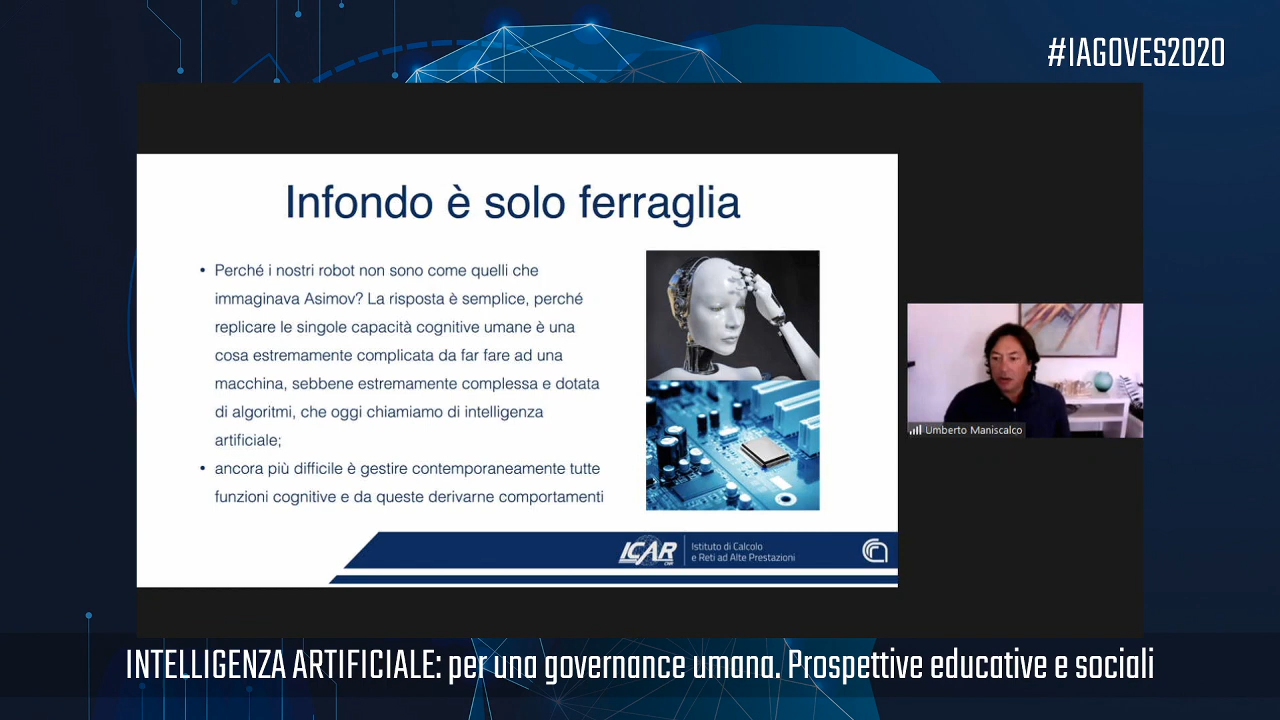 #IAGOVES2020
Infondo è solo ferraglia
• Perché i nostri robot non sono come quelli che
immaginava Asimov? La risposta è semplice, perché
replicare le singole capacità cognitive umane è una
cosa estremamente complicata da far fare ad una
macchina, sebbene estremamente complessa e dotata
di algoritmi, che oggi chiamiamo di intelligenza
artificiale;
• ancora più difficile è gestire contemporaneamente tutte
funzioni cognitive e da queste derivarne comportamenti
Umberto Maniscalco
ICAR
CNR
Istituto di Calcolo
e Reti ad Alte Prestazioni
INTELLIGENZA ARTIFICIALE: per una governance umana. Prospettive educative e sociali